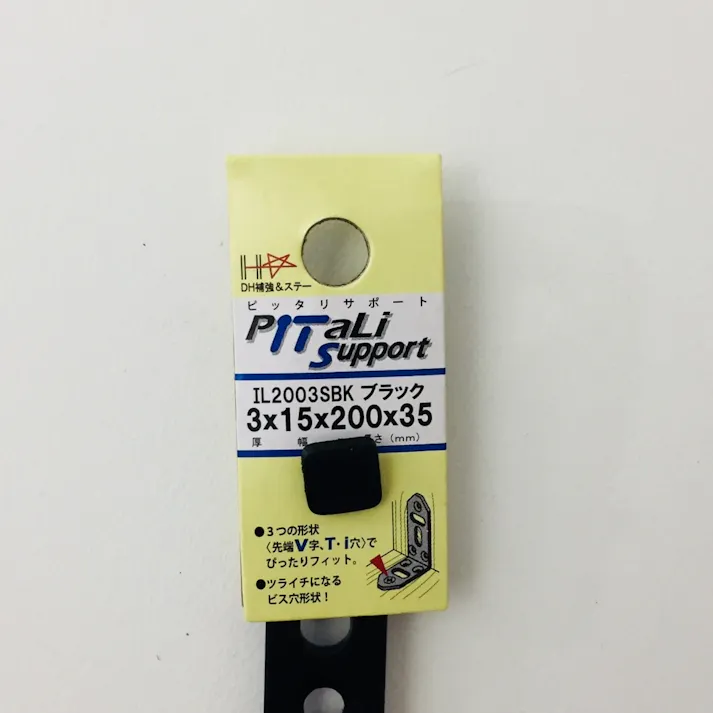 DH補強&ステー
ピッタリサポート
PITaLi
Support
IL2003SBK ブラック
3x15x200x35
厚 幅 さ(mm)
●3つの形状
〈先端V字、T・i穴〉で
ぴったりフィット。
●ツライチになる
ビス穴形状!